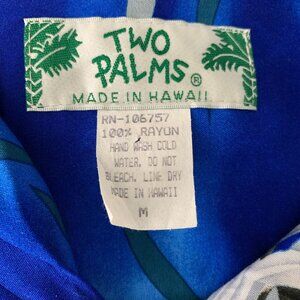 TWO
PALMS®
MADE IN HAWAII
RN-106757
100% RAYUN
HAND WASH COLD
WATER, DO NOT
BLEACH. LINE DRY
MADE IN HAWAII
M